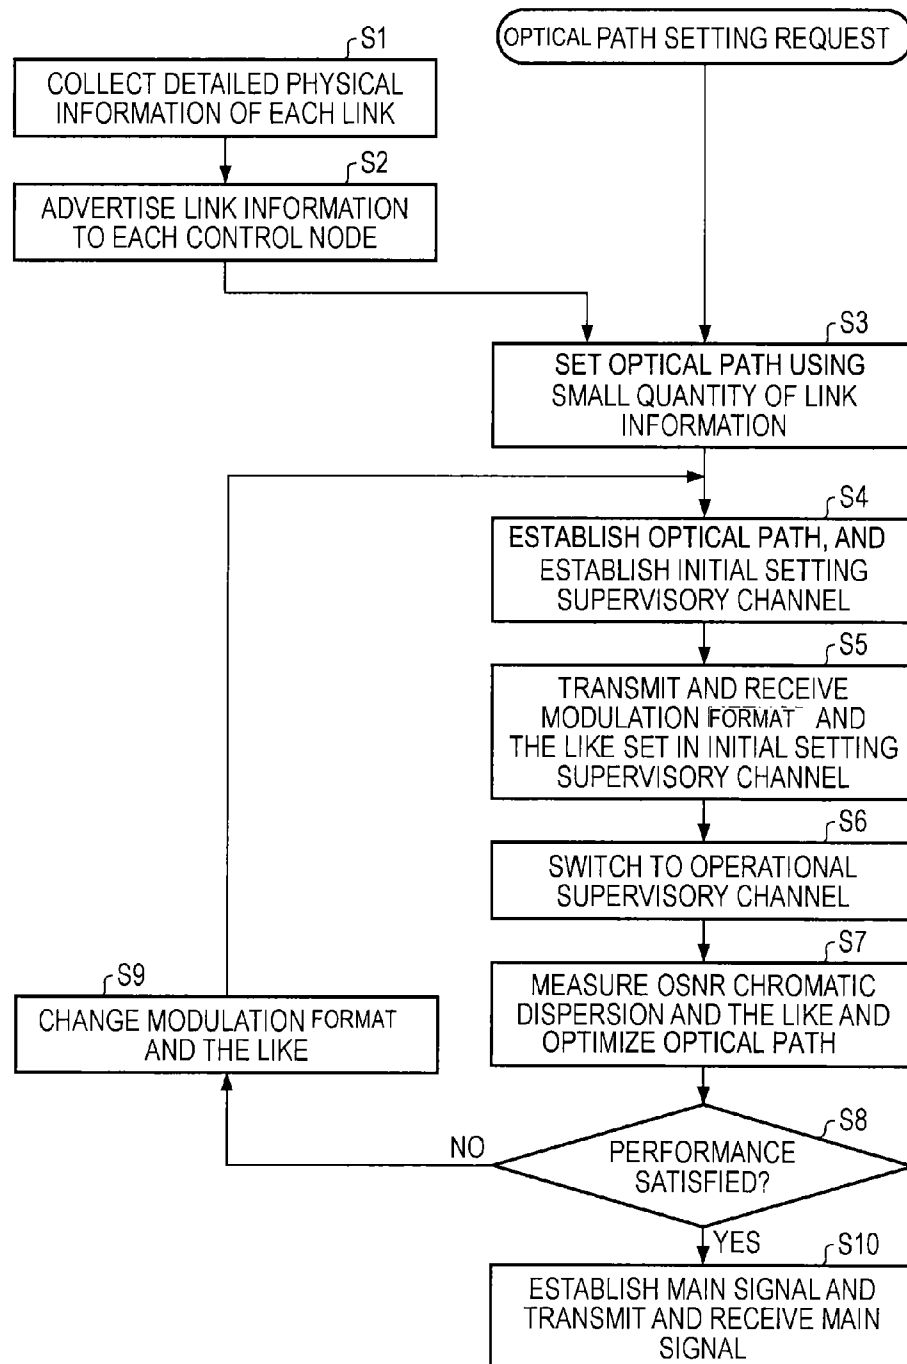 OPTICAL PATH SETTING REQUEST
S1
COLLECT DETAILED PHYSICAL
INFORMATION OF EACH LINK
S2
ADVERTISE LINK INFORMATION
TO EACH CONTROL NODE
S3
SET OPTICAL PATH USING
SMALL QUANTITY OF LINK
INFORMATION
S4
ESTABLISH OPTICAL PATH, AND
ESTABLISH INITIAL SETTING
SUPERVISORY CHANNEL
S5
TRANSMIT AND RECEIVE
MODULATION FORMAT AND
THE LIKE SET IN INITIAL SETTING
SUPERVISORY CHANNEL
S6
SWITCH TO OPERATIONAL
SUPERVISORY CHANNEL
S7
MEASURE OSNR CHROMATIC
DISPERSION AND THE LIKE AND
OPTIMIZE OPTICAL PATH
S9
CHANGE MODULATION FORMAT
AND THE LIKE
S8
NO
PERFORMANCE
SATISFIED?
YES
S10
ESTABLISH MAIN SIGNAL AND
TRANSMIT AND RECEIVE MAIN
SIGNAL